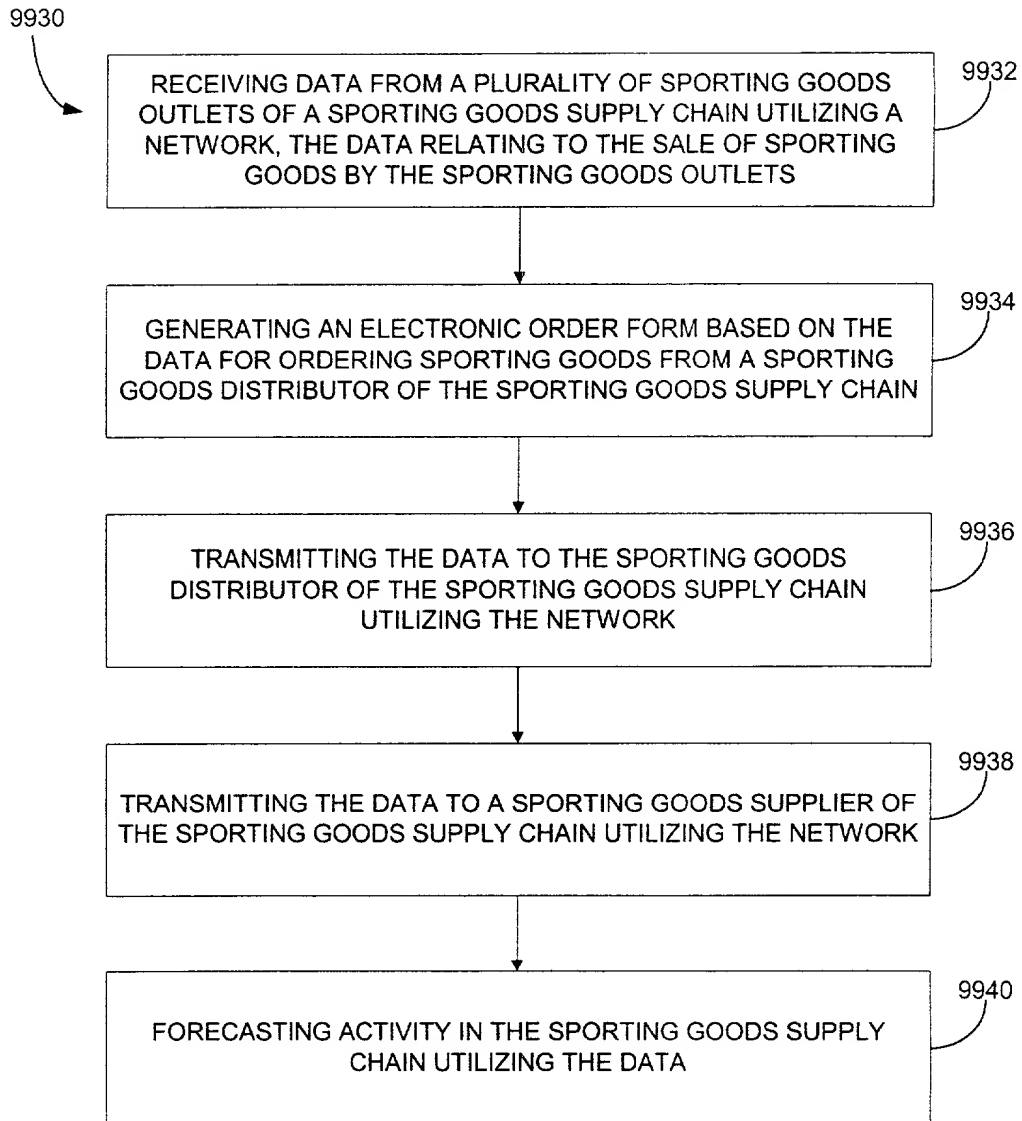 9930
RECEIVING DATA FROM A PLURALITY OF SPORTING GOODS
OUTLETS OF A SPORTING GOODS SUPPLY CHAIN UTILIZING A
NETWORK, THE DATA RELATING TO THE SALE OF SPORTING
GOODS BY THE SPORTING GOODS OUTLETS
9932
GENERATING AN ELECTRONIC ORDER FORM BASED ON THE
DATA FOR ORDERING SPORTING GOODS FROM A SPORTING
GOODS DISTRIBUTOR OF THE SPORTING GOODS SUPPLY CHAIN
9934
TRANSMITTING THE DATA TO THE SPORTING GOODS
DISTRIBUTOR OF THE SPORTING GOODS SUPPLY CHAIN
UTILIZING THE NETWORK
9936
TRANSMITTING THE DATA TO A SPORTING GOODS SUPPLIER OF
THE SPORTING GOODS SUPPLY CHAIN UTILIZING THE NETWORK
9938
FORECASTING ACTIVITY IN THE SPORTING GOODS SUPPLY
CHAIN UTILIZING THE DATA
9940